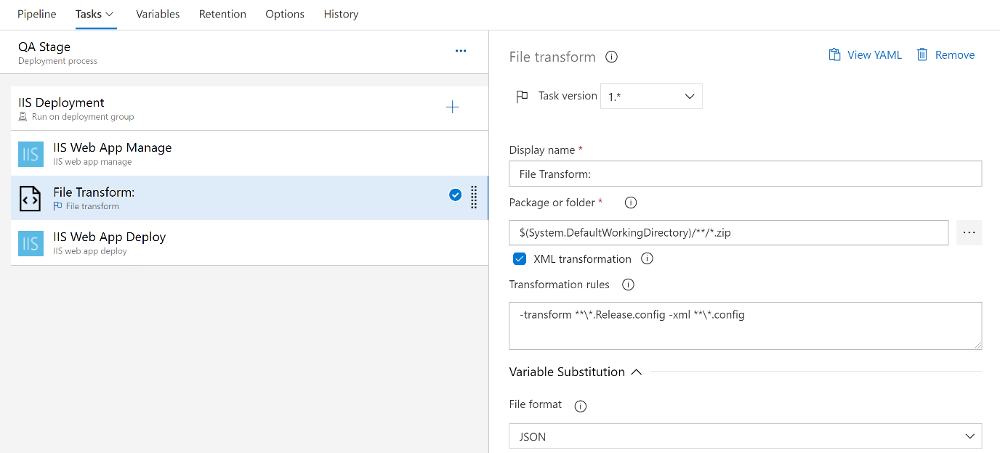 Pipeline Tasks Variables Retention Options History
QA Stage
Deployment process
IIS Deployment
Run on deployment group
IIS
IIS Web App Manage
IIS web app manage
File Transform:
File transform
IIS
IIS Web App Deploy
IIS web app deploy
File transform
View YAML
Remove
Task version 1.*
Display name *
File Transform:
Package or folder *
$(System.DefaultWorkingDirectory)/**/*.zip
XML transformation
Transformation rules
-transform **\*.Release.config -xml **\*.config
Variable Substitution
File format
JSON